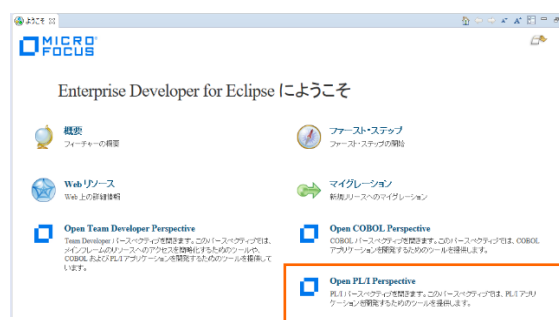 ようこそ
MICRO
FOCUS
Enterprise Developer for Eclipse にようこそ
概要
フィーチャーの概要
ファースト・ステップ
ファースト・ステップの開始
Web リソース
Web 上の詳細情報
マイグレーション
新規リリースへのマイグレーション
Open Team Developer Perspective
Team Developer パースペクティブを開きます。このパースペクティブでは、
メインフレームのリソースへのアクセスを簡略化するためのツールや、
COBOL および PL/I アプリケーションを開発するためのツールを提供して
います。
Open COBOL Perspective
COBOL パースペクティブを開きます。このパースペクティブでは、COBOL
アプリケーションを開発するためのツールを提供します。
Open PL/I Perspective
PL/I パースペクティブを開きます。このパースペクティブでは、PL/I アプリ
ケーションを開発するためのツールを提供します。